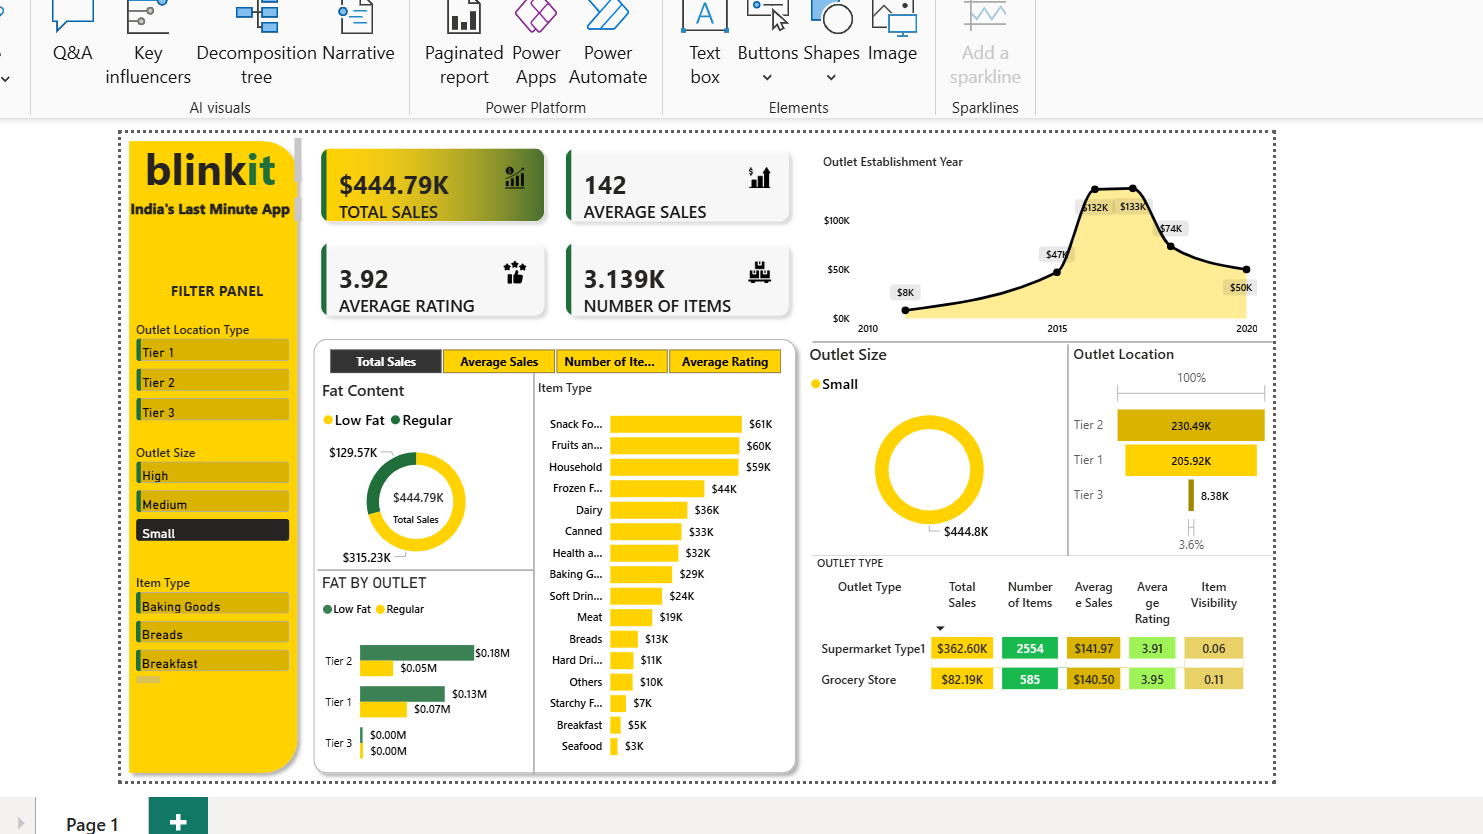 Q&A
Key
influencers
Decomposition
tree
Narrative
AI visuals
Paginated
report
Power
Apps
Power
Automate
Power Platform
Text
box
Buttons
Shapes
Image
Elements
Add a
sparkline
Sparklines
blinkit
India's Last Minute App
FILTER PANEL
Outlet Location Type
Tier 1
Tier 2
Tier 3
Outlet Size
High
Medium
Small
Item Type
Baking Goods
Breads
Breakfast
$444.79K
TOTAL SALES
142
AVERAGE SALES
3.92
AVERAGE RATING
3.139K
NUMBER OF ITEMS
Outlet Establishment Year
$100K
$50K
$0K
$8K
$47K
$132K
$133K
$74K
$50K
2010
2015
2020
Total Sales
Average Sales
Number of Ite...
Average Rating
Fat Content
Low Fat
Regular
$129.57K
$444.79K
Total Sales
$315.23K
FAT BY OUTLET
Low Fat
Regular
Tier 2
$0.18M
$0.05M
Tier 1
$0.13M
$0.07M
Tier 3
$0.00M
$0.00M
Item Type
Snack Fo... $61K
Fruits an... $60K
Household $59K
Frozen F... $44K
Dairy $36K
Canned $33K
Health a... $32K
Baking G... $29K
Soft Drin... $24K
Meat $19K
Breads $13K
Hard Dri... $11K
Others $10K
Starchy F... $7K
Breakfast $5K
Seafood $3K
Outlet Size
Small
$444.8K
Outlet Location
100%
Tier 2 230.49K
Tier 1 205.92K
Tier 3 8.38K
3.6%
OUTLET TYPE
Outlet Type
Total
Sales
Number
of Items
Averag
e Sales
Avera
ge
Rating
Item
Visibility
Supermarket Type1 $362.60K 2554 $141.97 3.91 0.06
Grocery Store $82.19K 585 $140.50 3.95 0.11
Page 1